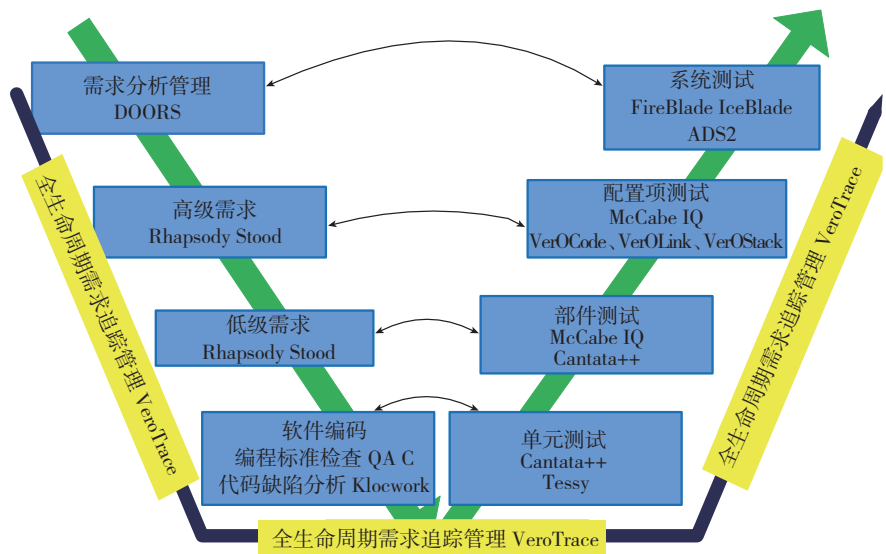 需求分析管理
DOORS
系统测试
FireBlade IceBlade
ADS2
高级需求
Rhapsody Stood
配置项测试
McCabe IQ
VerOCode、VerOLink、VerOStack
低级需求
Rhapsody Stood
部件测试
McCabe IQ
Cantata++
软件编码
编程标准检查 QA C
代码缺陷分析 Klocwork
单元测试
Cantata++
Tessy
全生命周期需求追踪管理 VeroTrace
全生命周期需求追踪管理 VeroTrace
全生命周期需求追踪管理 VeroTrace